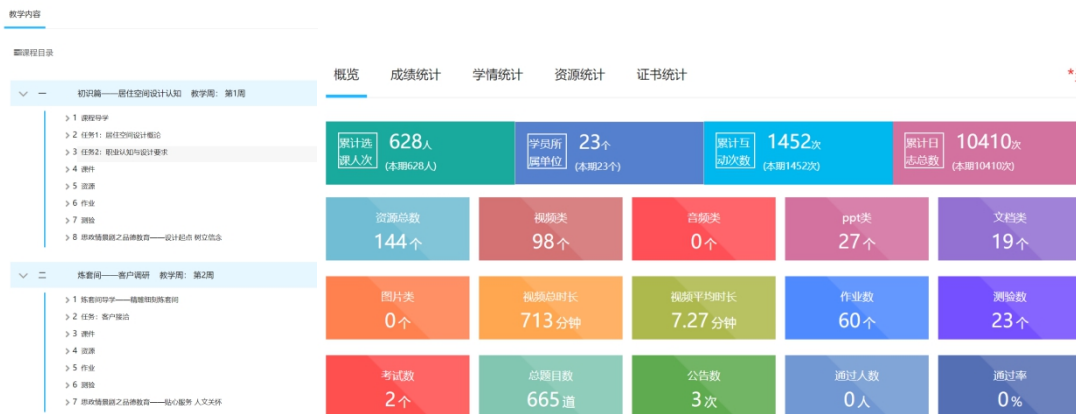 教学内容
课程目录
一 初识篇——居住空间设计认知 教学周: 第1周
1 课程导学
2 任务1: 居住空间设计概论
3 任务2: 职业认知与设计要求
4 课件
5 资源
6 作业
7 测验
8 思政情景剧之品德教育——设计起点 树立信念
二 炼套间——客户调研 教学周: 第2周
1 炼套间导学——精雕细刻炼套间
2 任务: 客户接洽
3 课件
4 资源
5 作业
6 测验
7 思政情景剧之品德教育——贴心服务 人文关怀
概览 成绩统计 学情统计 资源统计 证书统计
*
累计选课人次 628人 (本期628人)
学员所属单位 23个 (本期23个)
累计互动次数 1452次 (本期1452次)
累计日志总数 10410次 (本期10410次)
资源总数 视频类 音频类 ppt类 文档类
144个 98个 0个 27个 19个
图片类 视频总时长 视频平均时长 作业数 测验数
0个 713分钟 7.27分钟 60个 23个
考试数 总题目数 公告数 通过人数 通过率
2个 665道 3次 0人 0%